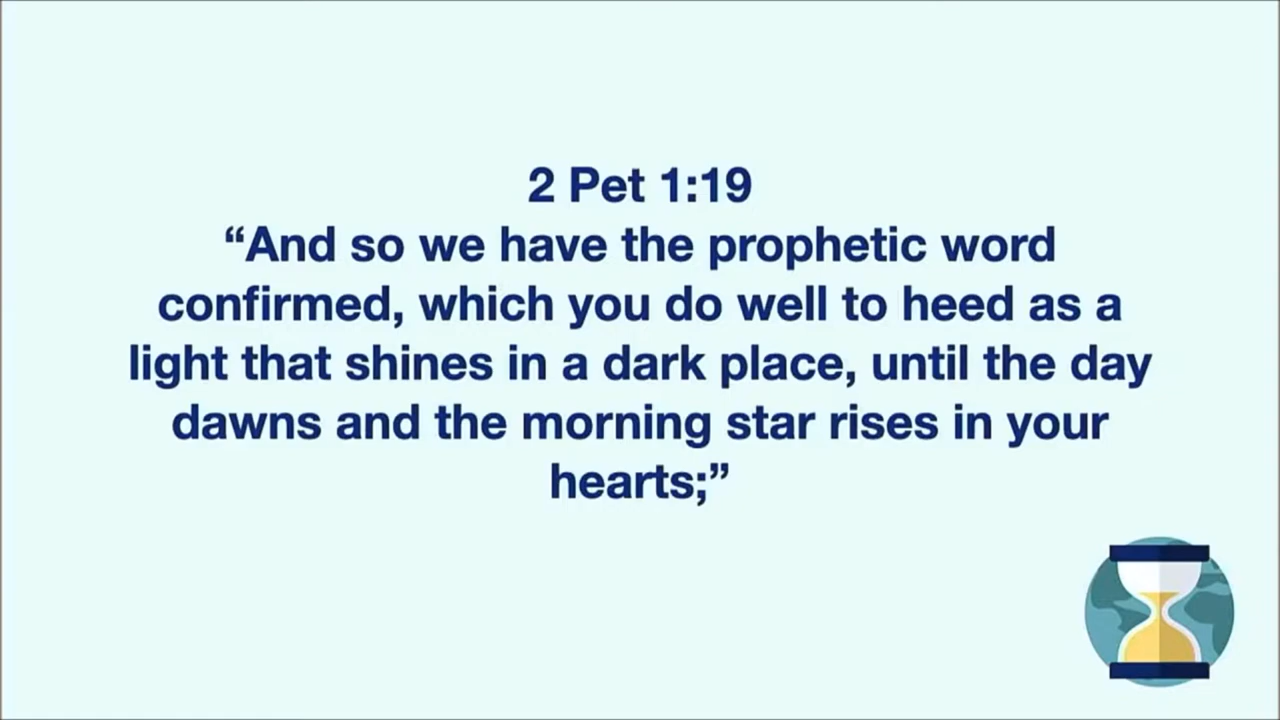 2 Pet 1:19
“And so we have the prophetic word
confirmed, which you do well to heed as a
light that shines in a dark place, until the day
dawns and the morning star rises in your
hearts;”